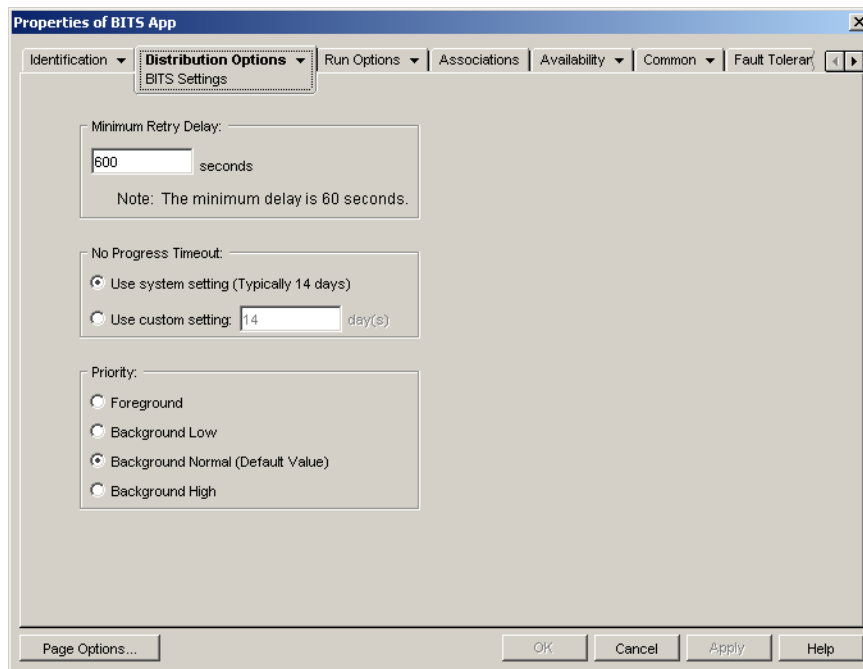 Properties of BITS App
Identification Distribution Options Run Options Associations Availability Common Fault Toleran
BITS Settings
Minimum Retry Delay:
600 seconds
Note: The minimum delay is 60 seconds.
No Progress Timeout:
Use system setting (Typically 14 days)
Use custom setting: 14 day(s)
Priority:
Foreground
Background Low
Background Normal (Default Value)
Background High
Page Options... OK Cancel Apply Help